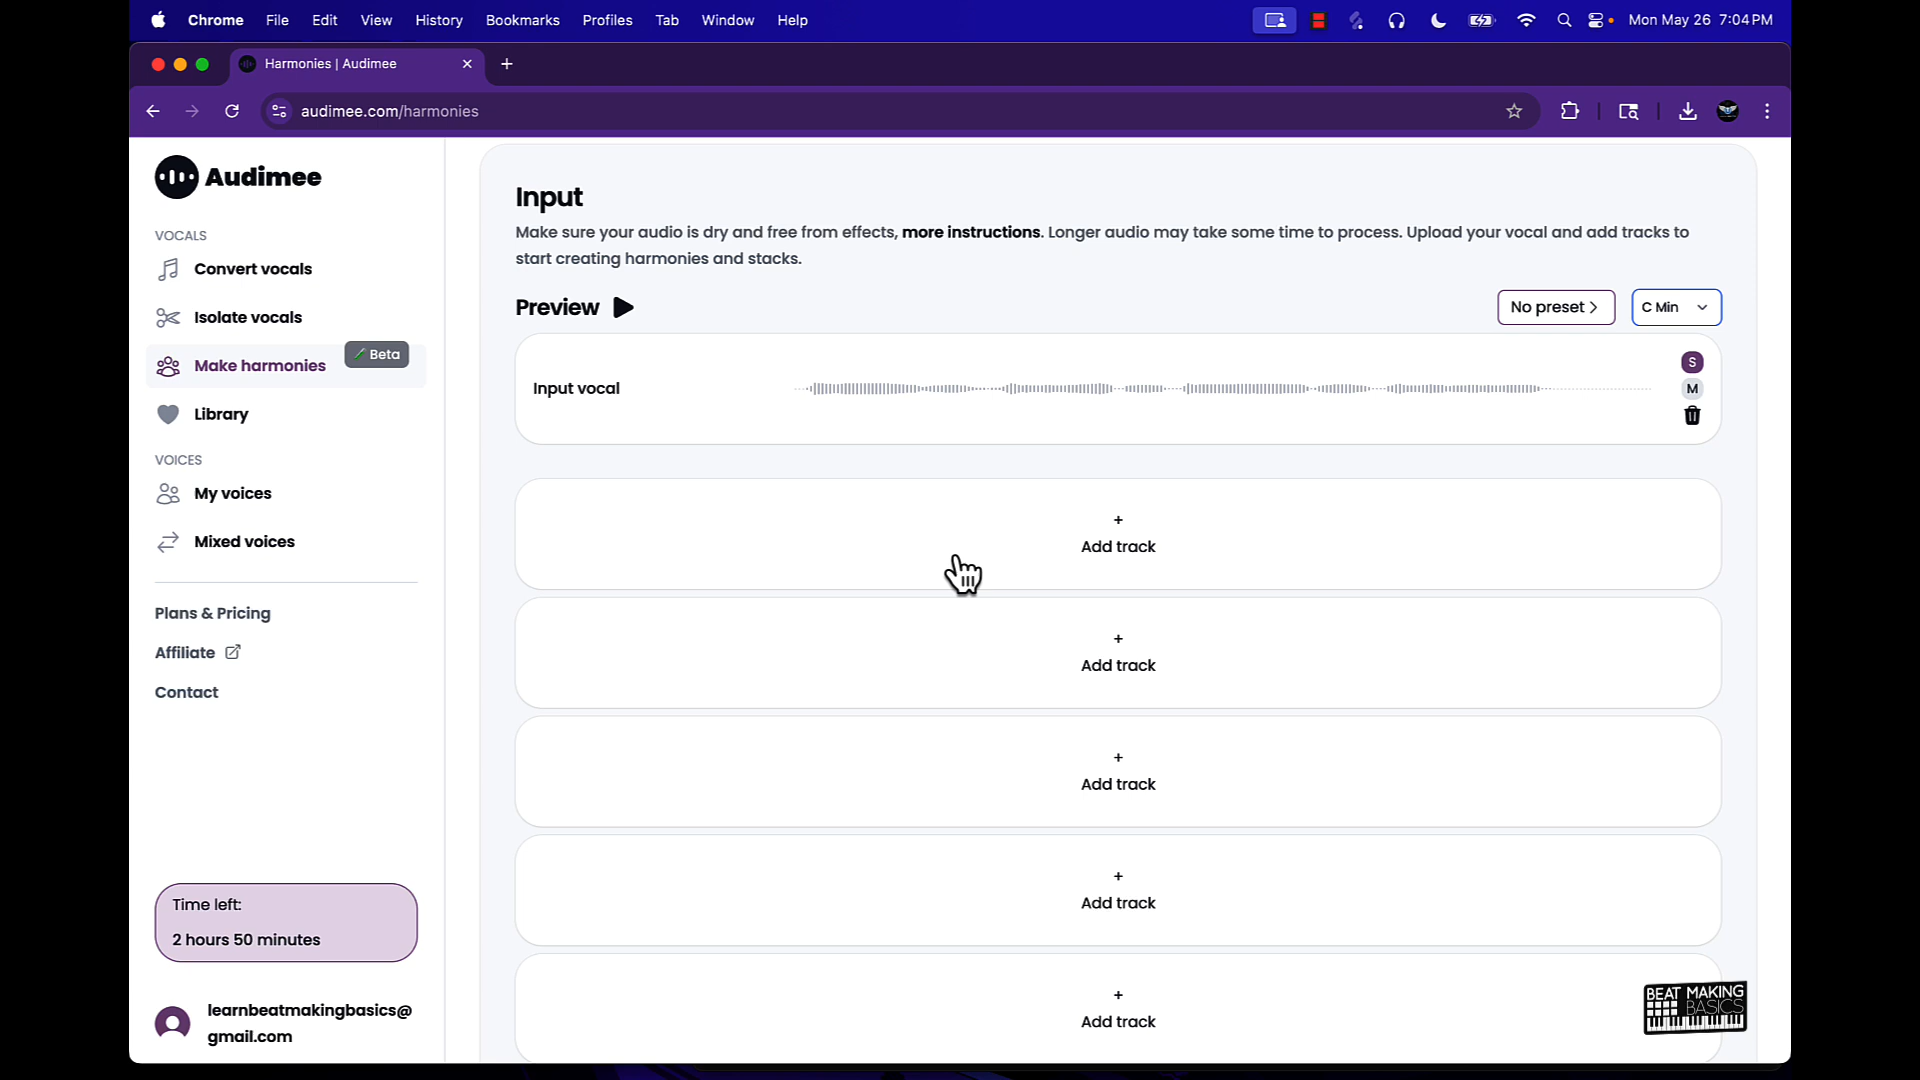 Chrome File Edit View History Bookmarks Profiles Tab Window Help Mon May 26 7:04 PM
Harmonies | Audimee
audimee.com/harmonies
Audimee
VOCALS
Convert vocals
Isolate vocals
Make harmonies
Beta
Library
VOICES
My voices
Mixed voices
Plans & Pricing
Affiliate
Contact
Time left:
2 hours 50 minutes
learnbeatmakingbasics@
gmail.com
Input
Make sure your audio is dry and free from effects, more instructions. Longer audio may take some time to process. Upload your vocal and add tracks to
start creating harmonies and stacks.
Preview
No preset >
C Min
Input vocal
S
M
+
Add track
+
Add track
+
Add track
+
Add track
+
Add track
BEAT MAKING
BASICS